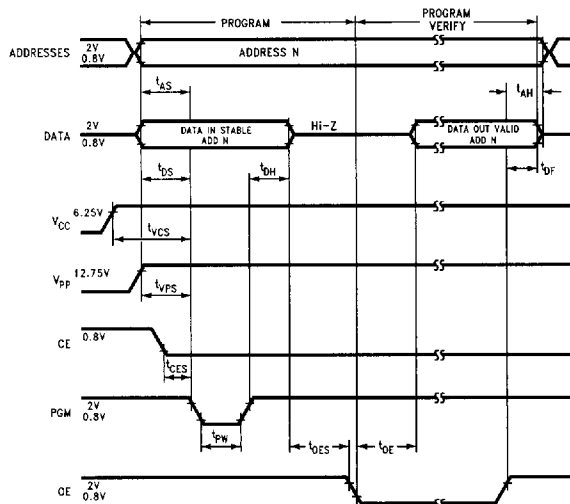 PROGRAM
PROGRAM
VERIFY
ADDRESSES
2V
0.8V
ADDRESS N
tAS
tAH
DATA
2V
0.8V
DATA IN STABLE
ADD N
Hi-Z
DATA OUT VALID
ADD N
tDS
tDH
tDF
VCC
6.25V
tVCS
VPP
12.75V
tVPS
CE
0.8V
tCES
PGM
2V
0.8V
tPW
tOES
tOE
OE
2V
0.8V